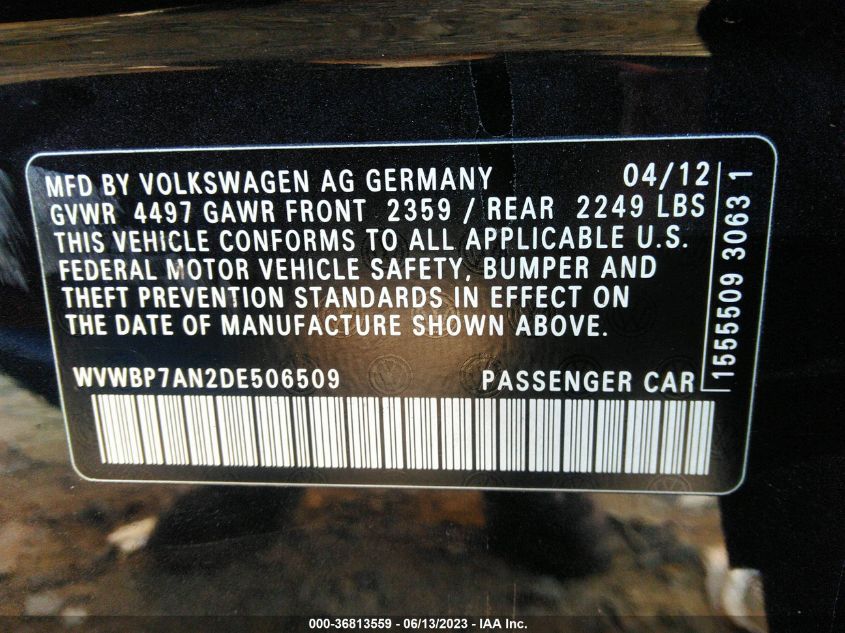 MFD BY VOLKSWAGEN AG GERMANY 04/12
GVWR 4497 GAWR FRONT 2359 / REAR 2249 LBS
THIS VEHICLE CONFORMS TO ALL APPLICABLE U.S.
FEDERAL MOTOR VEHICLE SAFETY, BUMPER AND
THEFT PREVENTION STANDARDS IN EFFECT ON
THE DATE OF MANUFACTURE SHOWN ABOVE.
WVWBP7AN2DE506509 PASSENGER CAR
1555509 3063 1
000-36813559 - 06/13/2023 - IAA Inc.